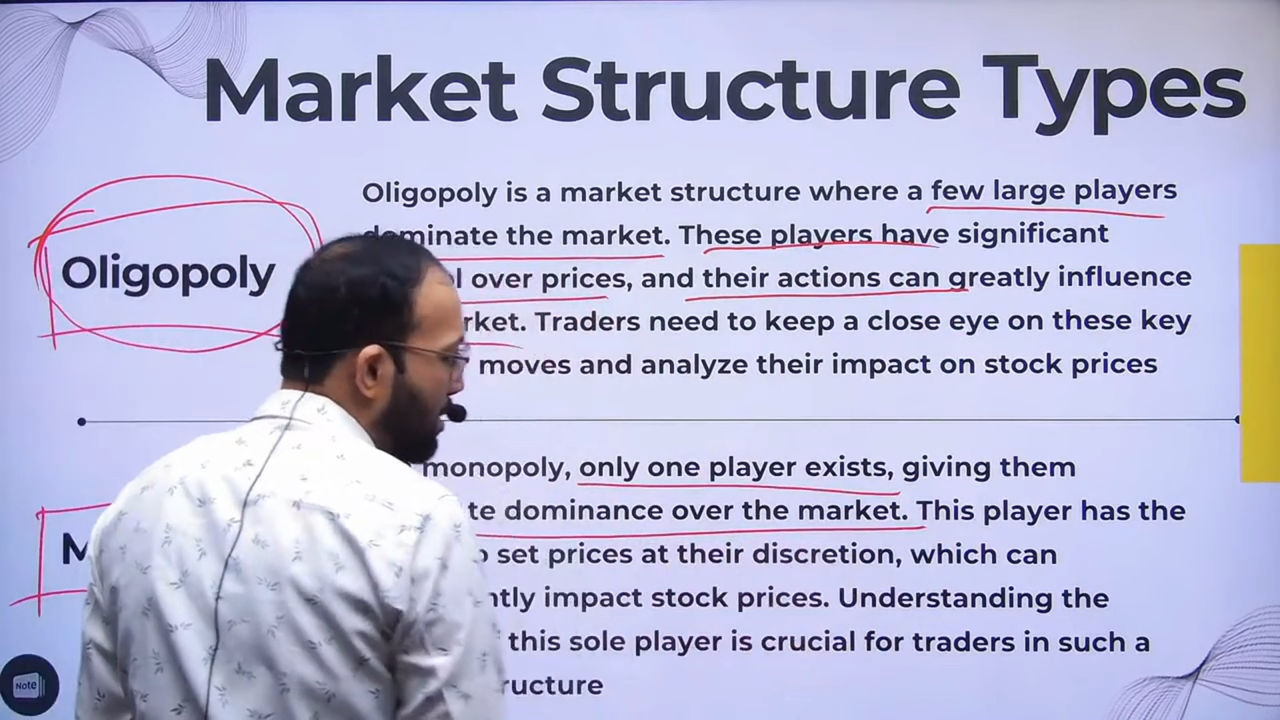 Market Structure Types
Oligopoly
Oligopoly is a market structure where a few large players
dominate the market. These players have significant
over prices, and their actions can greatly influence
Traders need to keep a close eye on these key
moves and analyze their impact on stock prices
monopoly, only one player exists, giving them
dominance over the market. This player has the
set prices at their discretion, which can
impact stock prices. Understanding the
this sole player is crucial for traders in such a
Note